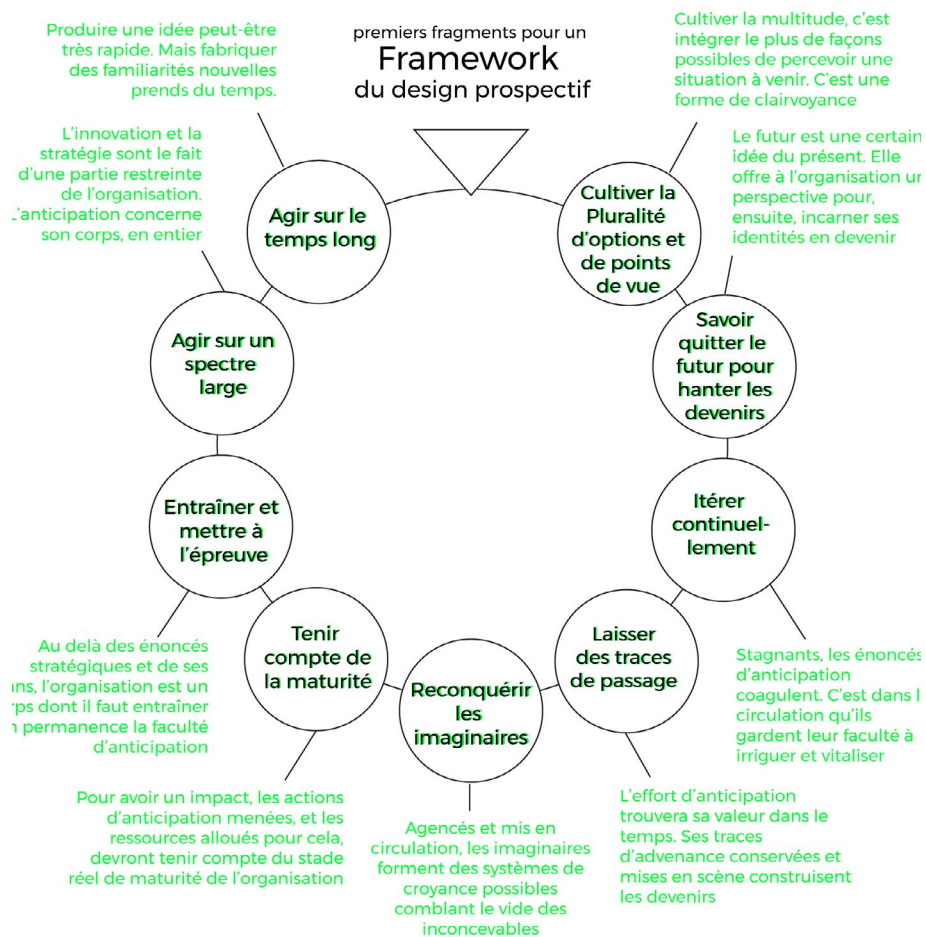 premiers fragments pour un
Framework
du design prospectif
Cultiver la
Pluralité
d'options et
de points
de vue
Cultiver la multitude, c'est
intégrer le plus de façons
possibles de percevoir une
situation à venir. C'est une
forme de clairvoyance
Savoir
quitter le
futur pour
hanter les
devenirs
Le futur est une certain
idée du présent. Elle
offre à l'organisation
perspective pour,
ensuite, incarner ses
identités en devenir
Itérer
continuel-
lement
Stagnants, les énoncés
d'anticipation
coagulent. C'est dans
circulation qu'ils
gardent leur faculté à
irriguer et vitaliser
Laisser
des traces
de passage
L'effort d'anticipation
trouvera sa valeur dans le
temps. Ses traces
d'advenance conservées et
mises en scène construisent
les devenirs
Reconquérir
les
imaginaires
Agencés et mis en
circulation, les imaginaires
forment des systèmes de
croyance possibles
comblant le vide des
inconcevables
Tenir
compte de
la maturité
Pour avoir un impact, les actions
d'anticipation menées, et les
ressources alloués pour cela,
devront tenir compte du stade
réel de maturité de l'organisation
Entraîner et
mettre à
l'épreuve
Au delà des énoncés
stratégiques et de ses
l'organisation est un
dont il faut entraîner
permanence la faculté
d'anticipation
Agir sur un
spectre
large
L'innovation et la
stratégie sont le fait
d'une partie restreinte
de l'organisation.
L'anticipation concerne
son corps, en entier
Agir sur le
temps long
Produire une idée peut-être
très rapide. Mais fabriquer
des familiarités nouvelles
prends du temps.